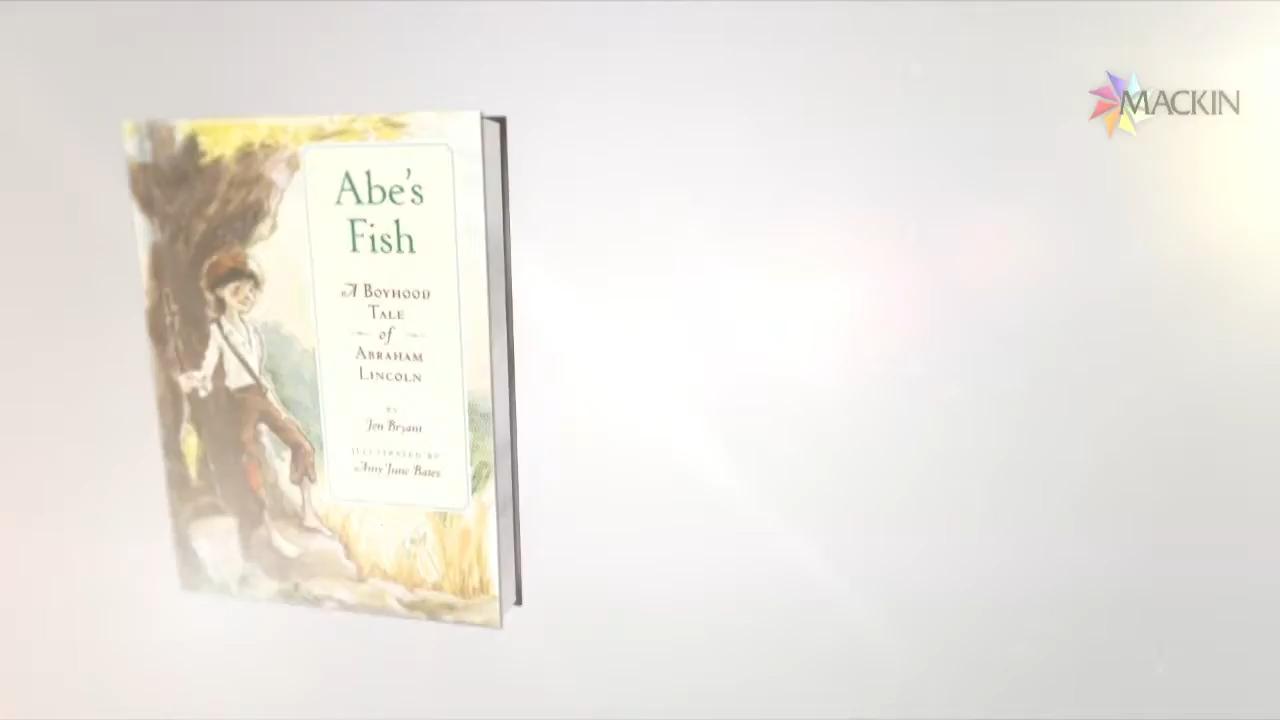 Abe's
Fish
A Boyhood
Tale
of
Abraham
Lincoln
by
Jen Bryant
Illustrated by
Amy June Bates
MACKIN